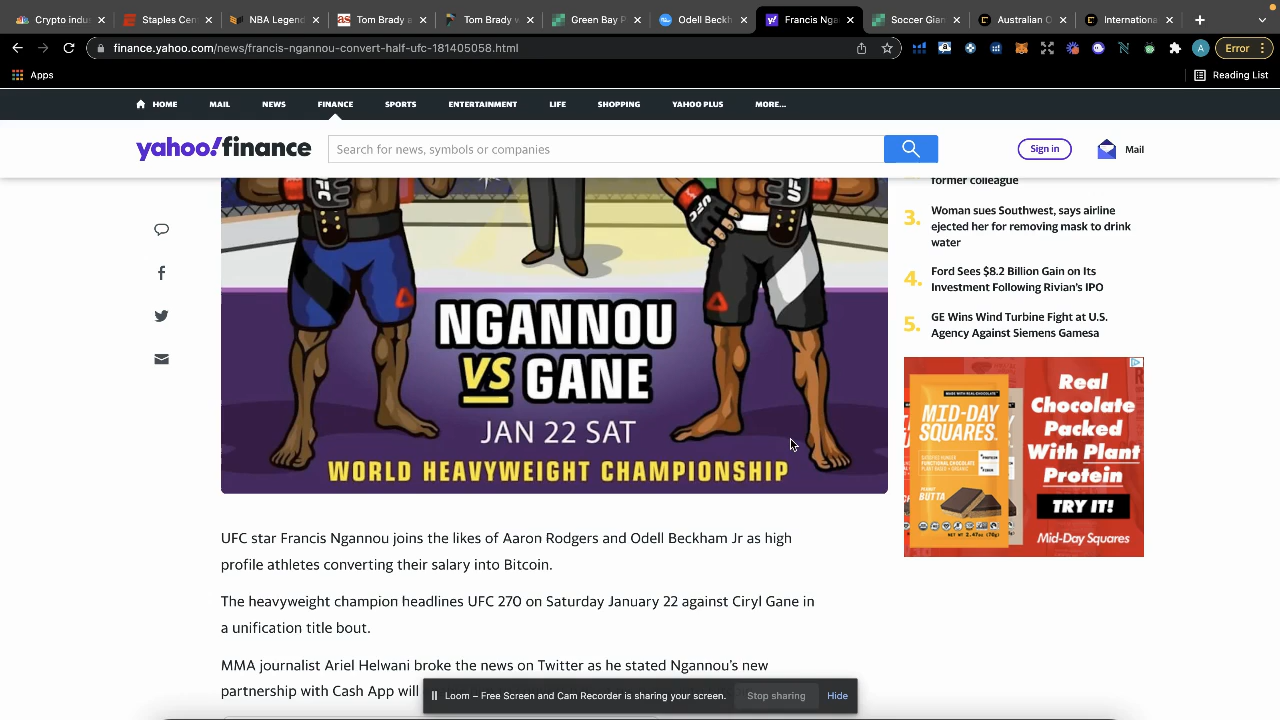 Crypto indu
Staples Cen
NBA Legend
Tom Brady a
Tom Brady w
Green Bay P
Odell Beckh
Francis Nga
Soccer Gian
Australian O
Internationa
finance.yahoo.com/news/francis-ngannou-convert-half-ufc-181405058.html
A
Error
Apps
Reading List
HOME
MAIL
NEWS
FINANCE
SPORTS
ENTERTAINMENT
LIFE
SHOPPING
YAHOO PLUS
MORE...
yahoo!finance
Search for news, symbols or companies
Sign in
Mail
UFC
UFC
NGANNOU
VS GANE
JAN 22 SAT
WORLD HEAVYWEIGHT CHAMPIONSHIP
UFC star Francis Ngannou joins the likes of Aaron Rodgers and Odell Beckham Jr as high
profile athletes converting their salary into Bitcoin.
The heavyweight champion headlines UFC 270 on Saturday January 22 against Ciryl Gane in
a unification title bout.
MMA journalist Ariel Helwani broke the news on Twitter as he stated Ngannou's new
partnership with Cash App will
former colleague
3. Woman sues Southwest, says airline
ejected her for removing mask to drink
water
4. Ford Sees $8.2 Billion Gain on Its
Investment Following Rivian's IPO
5. GE Wins Wind Turbine Fight at U.S.
Agency Against Siemens Gamesa
MID-DAY
SQUARES
PEANUT
BUTTA
Real
Chocolate
Packed
With Plant
Protein
TRY IT!
Mid-Day Squares
Loom – Free Screen and Cam Recorder is sharing your screen.
Stop sharing
Hide